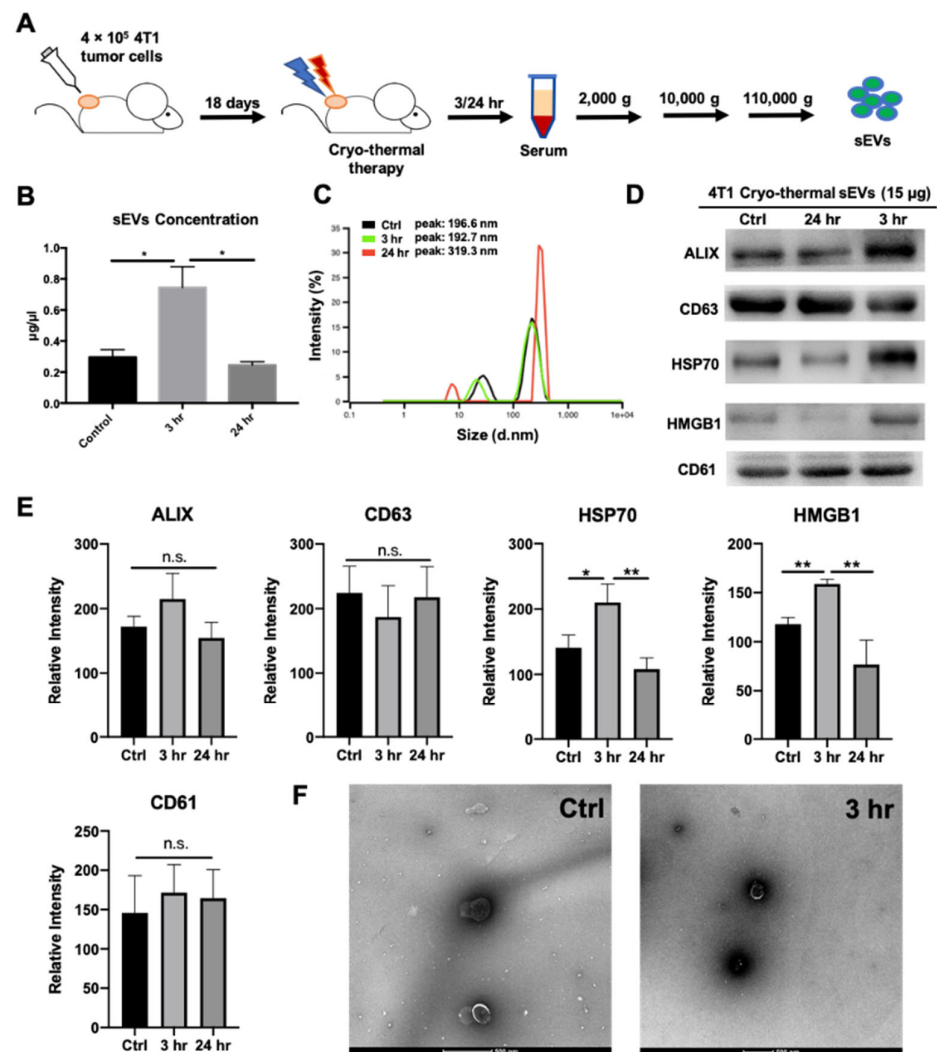 A
4 × 10⁵ 4T1
tumor cells
18 days
Cryo-thermal
therapy
3/24 hr
Serum
2,000 g
10,000 g
110,000 g
sEVs
B
sEVs Concentration
µg/µl
1.0
0.8
0.6
0.4
0.2
0.0
* *
Control
3 hr
24 hr
C
Ctrl peak: 196.6 nm
3 hr peak: 192.7 nm
24 hr peak: 319.3 nm
Intensity (%)
35
30
25
20
15
10
5
0
0.1 1 10 100 1,000 1e+04
Size (d.nm)
D
4T1 Cryo-thermal sEVs (15 µg)
Ctrl 24 hr 3 hr
ALIX
CD63
HSP70
HMGB1
CD61
E
ALIX
Relative Intensity
300
200
100
0
n.s.
Ctrl 3 hr 24 hr
CD63
Relative Intensity
300
200
100
0
n.s.
Ctrl 3 hr 24 hr
HSP70
Relative Intensity
300
200
100
0
* **
Ctrl 3 hr 24 hr
HMGB1
Relative Intensity
200
150
100
50
0
** **
Ctrl 3 hr 24 hr
CD61
Relative Intensity
250
200
150
100
50
0
n.s.
Ctrl 3 hr 24 hr
F
Ctrl
500 nm
3 hr
500 nm